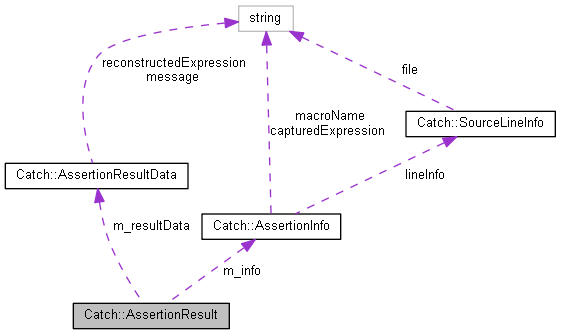 string
reconstructedExpression
message
file
macroName
capturedExpression
Catch::SourceLineInfo
Catch::AssertionResultData
lineInfo
m_resultData
Catch::AssertionInfo
m_info
Catch::AssertionResult